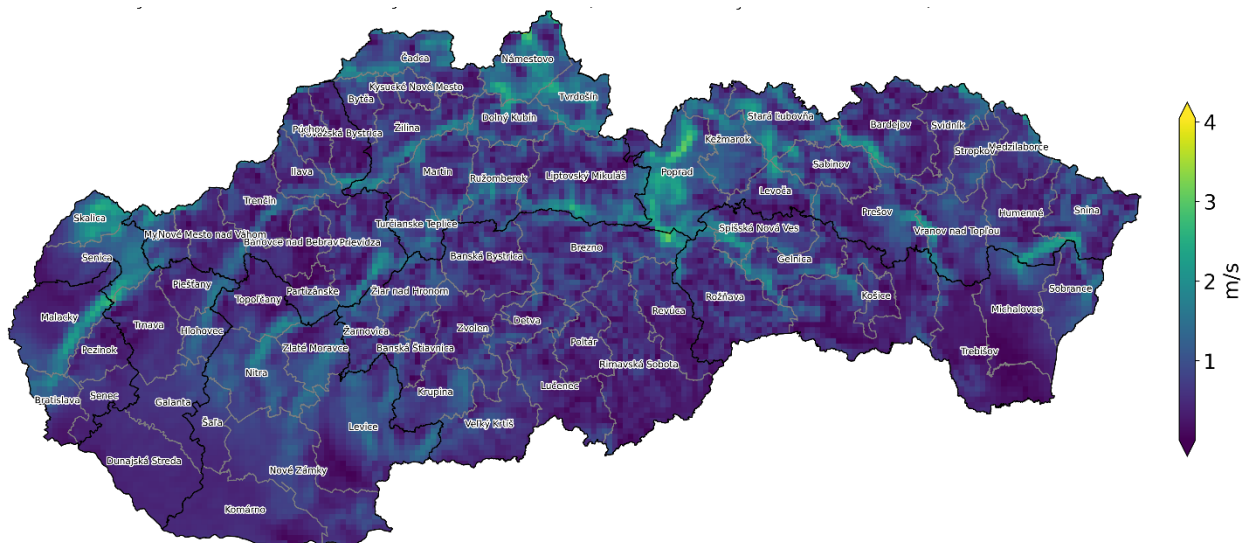 Čadca
Námestovo
Kysucké Nové Mesto
Bytča
Tvrdošín
Dolný Kubín
Stará Ľubovňa
Púchov
Považská Bystrica
Žilina
Kežmarok
Bardejov
Svidník
Stropkov
Medzilaborce
Ilava
Martin
Ružomberok
Liptovský Mikuláš
Poprad
Sabinov
Levoča
Trenčín
Skalica
Turčianske Teplice
Prešov
Humenné
Snina
Nové Mesto nad Váhom
Bánovce nad Bebravou
Prievidza
Spišská Nová Ves
Vranov nad Topľou
Senica
Banská Bystrica
Brezno
Gelnica
Piešťany
Topoľčany
Partizánske
Žiar nad Hronom
Rožňava
Košice
Sobrance
Malacky
Trnava
Hlohovec
Žarnovica
Zvolen
Detva
Revúca
Michalovce
Pezinok
Zlaté Moravce
Banská Štiavnica
Poltár
Rimavská Sobota
Trebišov
Nitra
Bratislava
Senec
Galanta
Krupina
Lučenec
Šaľa
Levice
Veľký Krtíš
Dunajská Streda
Nové Zámky
Komárno
4
3
2
1
m/s